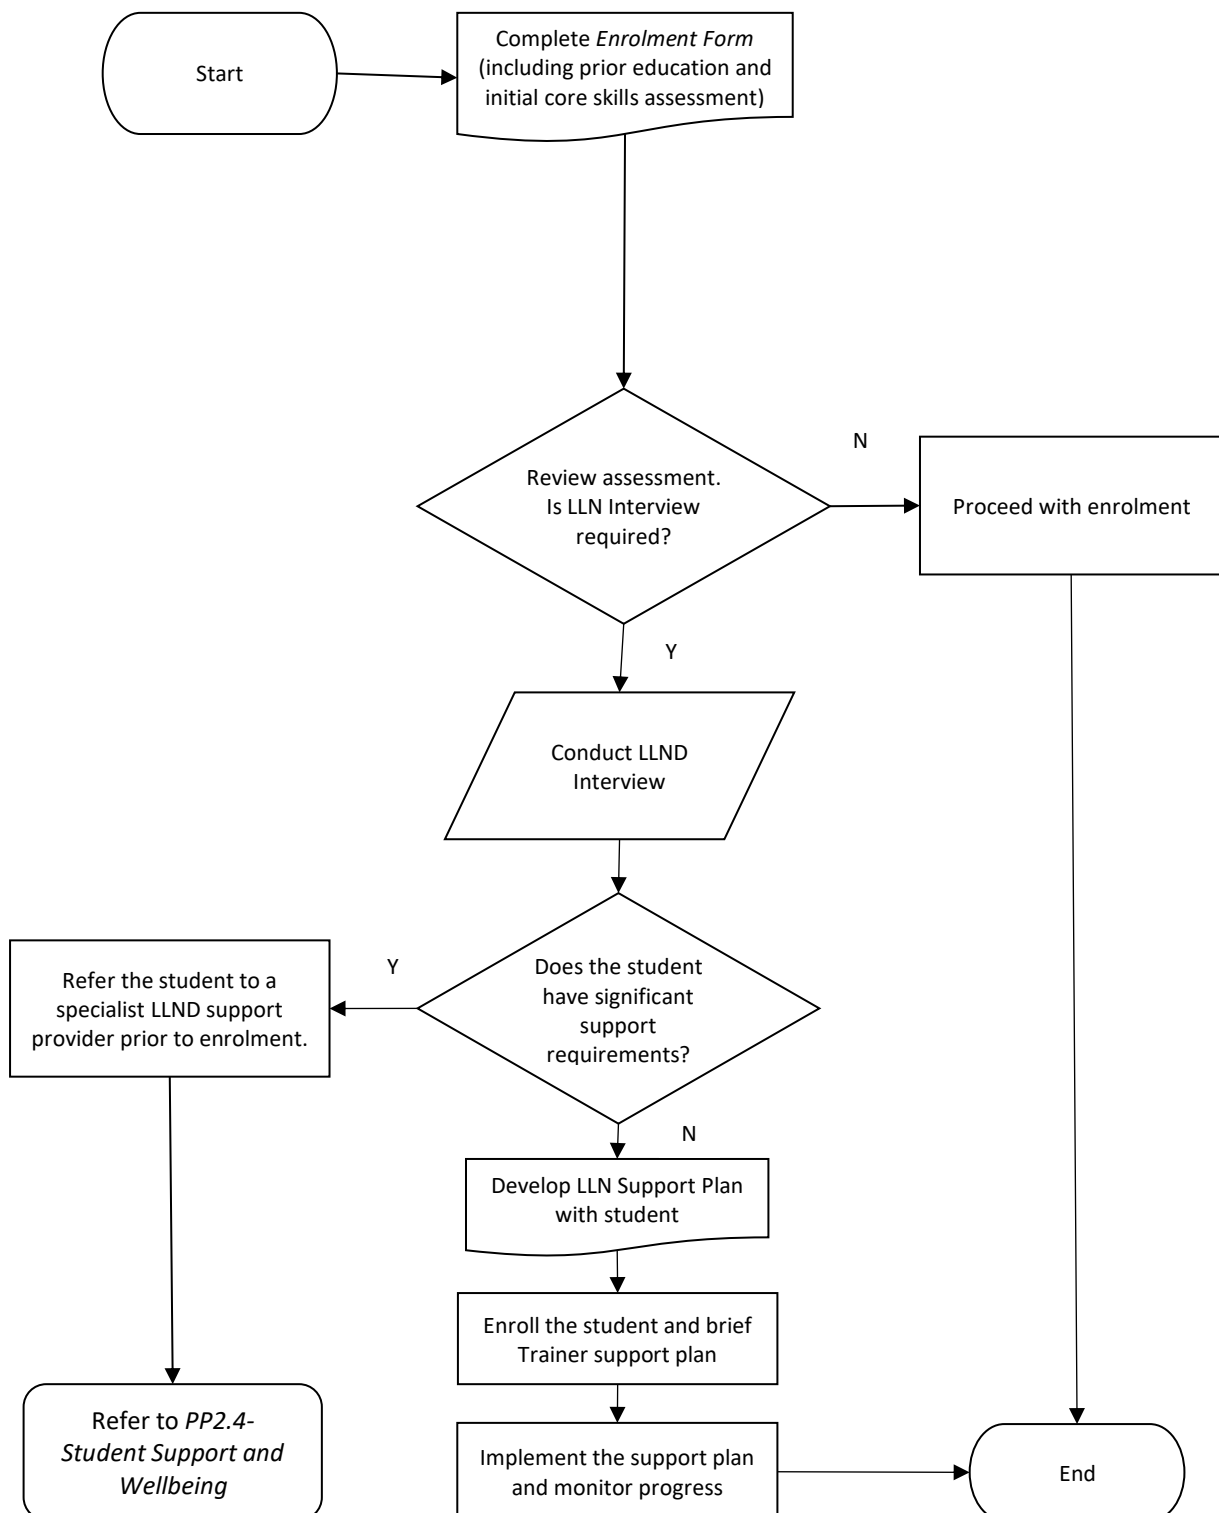 Start
Complete Enrolment Form
(including prior education and
initial core skills assessment)
Review assessment.
Is LLN Interview
required?
N
Proceed with enrolment
Y
Conduct LLND
Interview
Does the student
have significant
support
requirements?
Y
Refer the student to a
specialist LLND support
provider prior to enrolment.
N
Develop LLN Support Plan
with student
Enroll the student and brief
Trainer support plan
Refer to PP2.4-
Student Support and
Wellbeing
Implement the support plan
and monitor progress
End